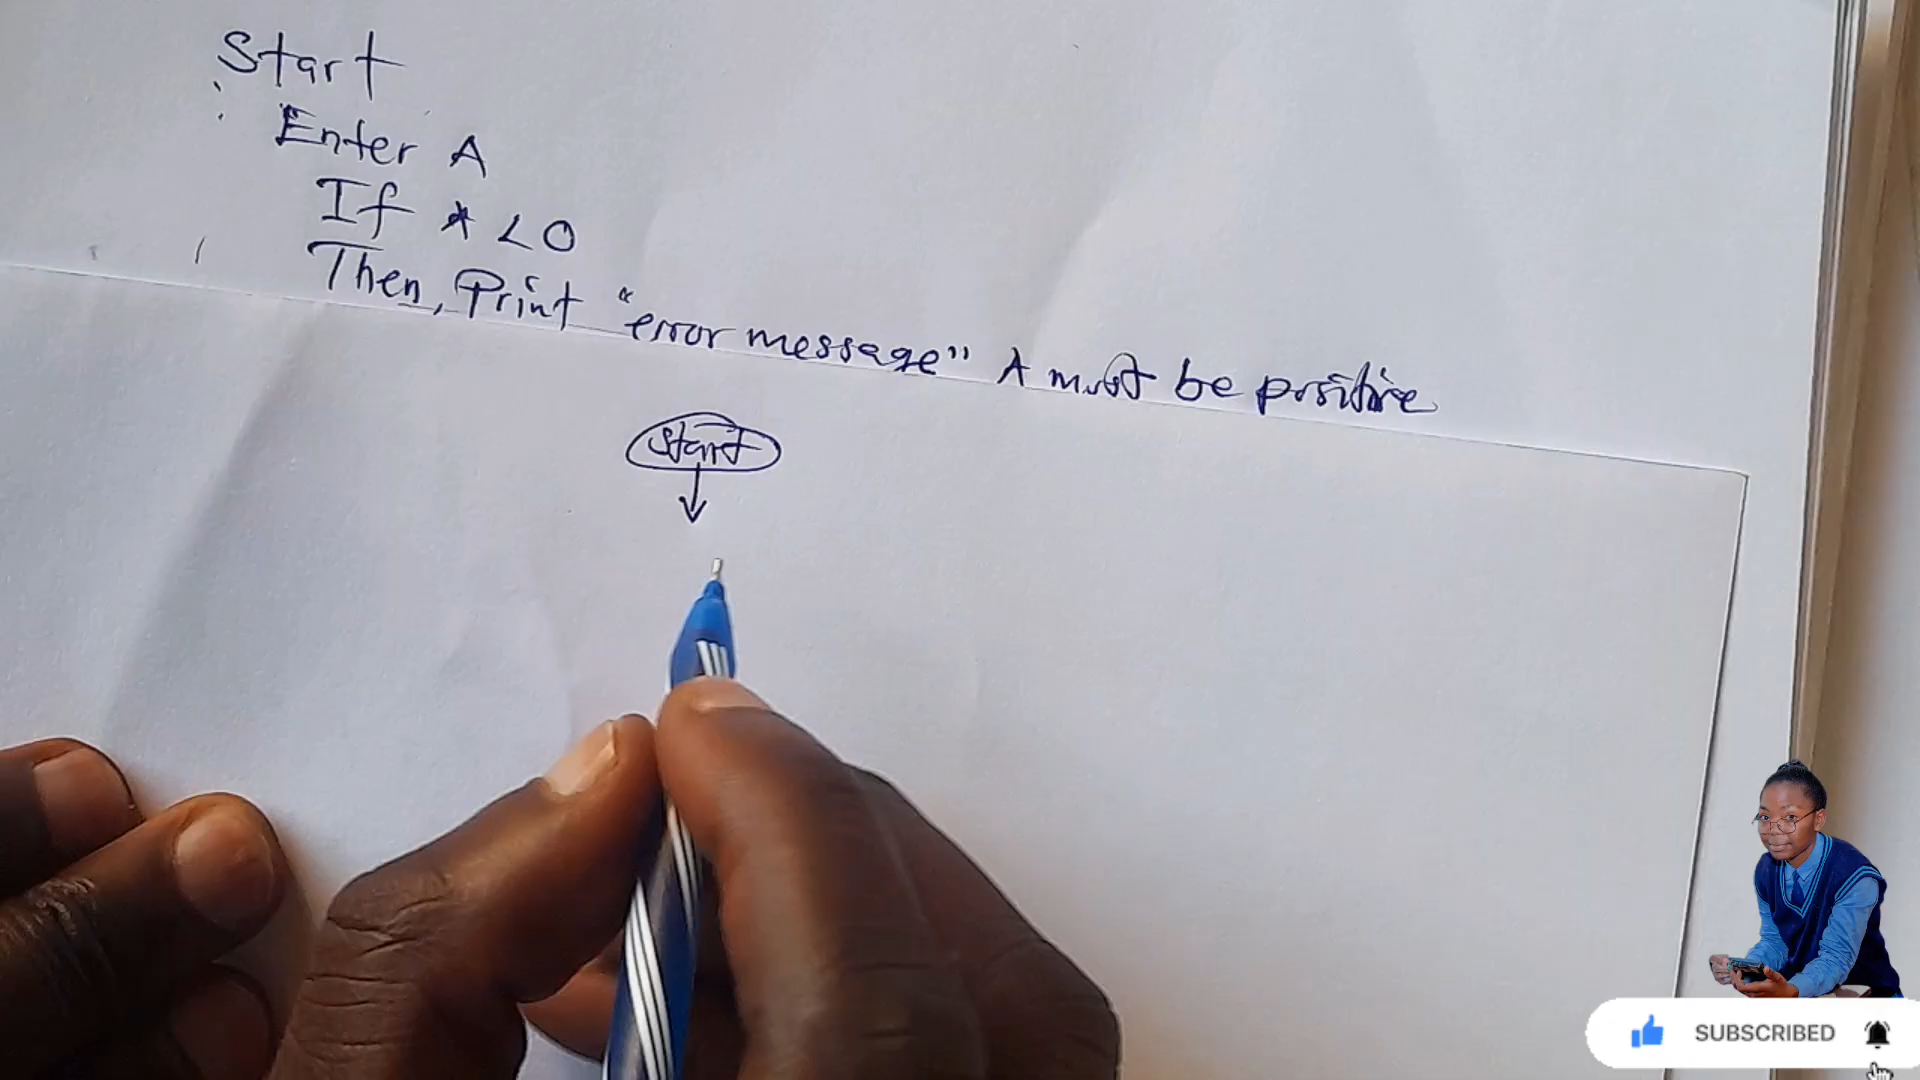 Start
Enter A
If A < 0
Then, Print "error message" A must be positive
Start
SUBSCRIBED